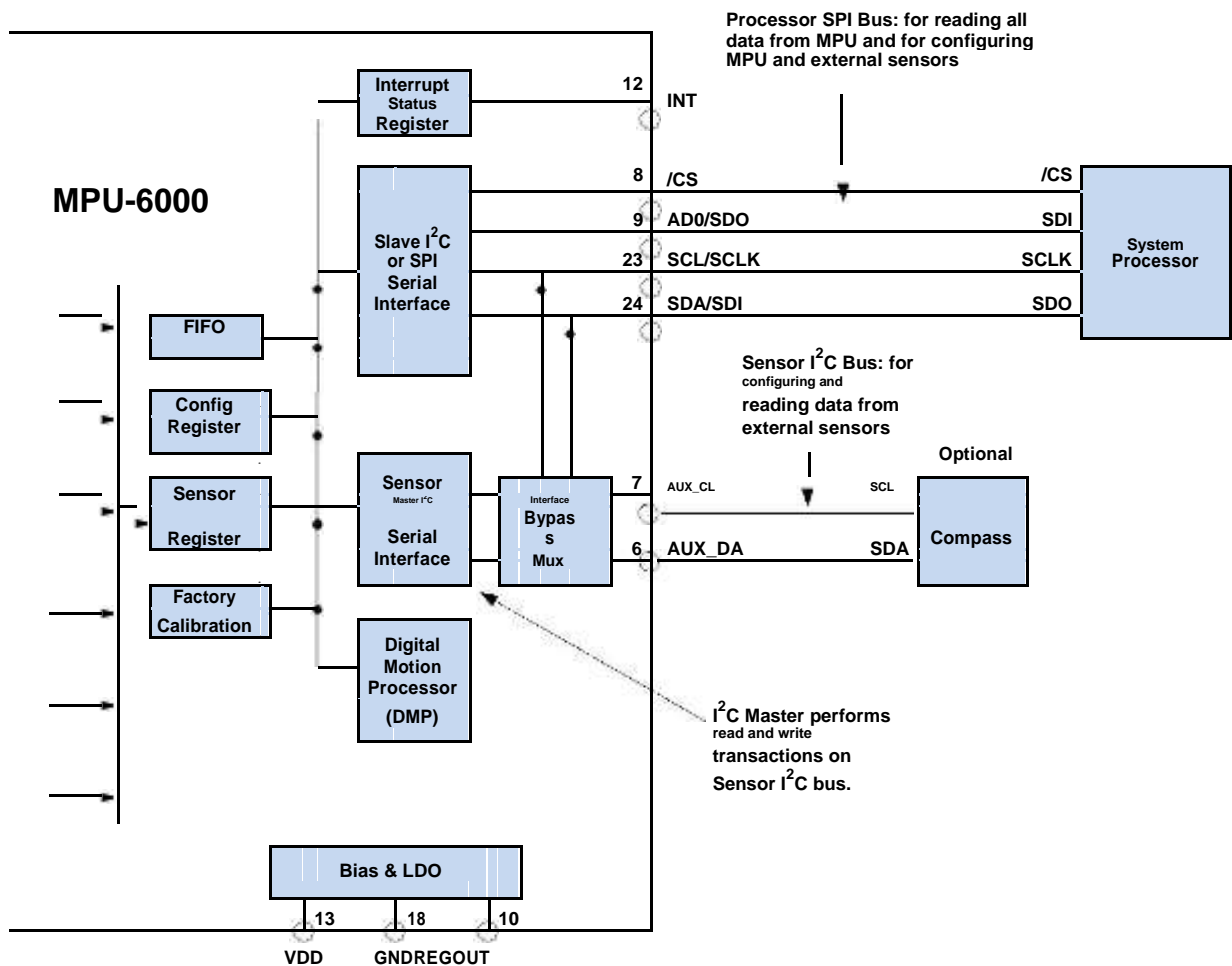 Processor SPI Bus: for reading all
data from MPU and for configuring
MPU and external sensors
MPU-6000
Interrupt
Status
Register
12
INT
Slave I²C
or SPI
Serial
Interface
8
/CS
/CS
9
AD0/SDO
SDI
23
SCL/SCLK
SCLK
24
SDA/SDI
SDO
System
Processor
FIFO
Config
Register
Sensor
Register
Factory
Calibration
Sensor I²C Bus: for
configuring and
reading data from
external sensors
Sensor
Master I²C
Serial
Interface
Interface
Bypas
s
Mux
7
AUX_CL
SCL
6
AUX_DA
SDA
Optional
Compass
Digital
Motion
Processor
(DMP)
I²C Master performs
read and write
transactions on
Sensor I²C bus.
Bias & LDO
13
18
10
VDD
GNDREGOUT